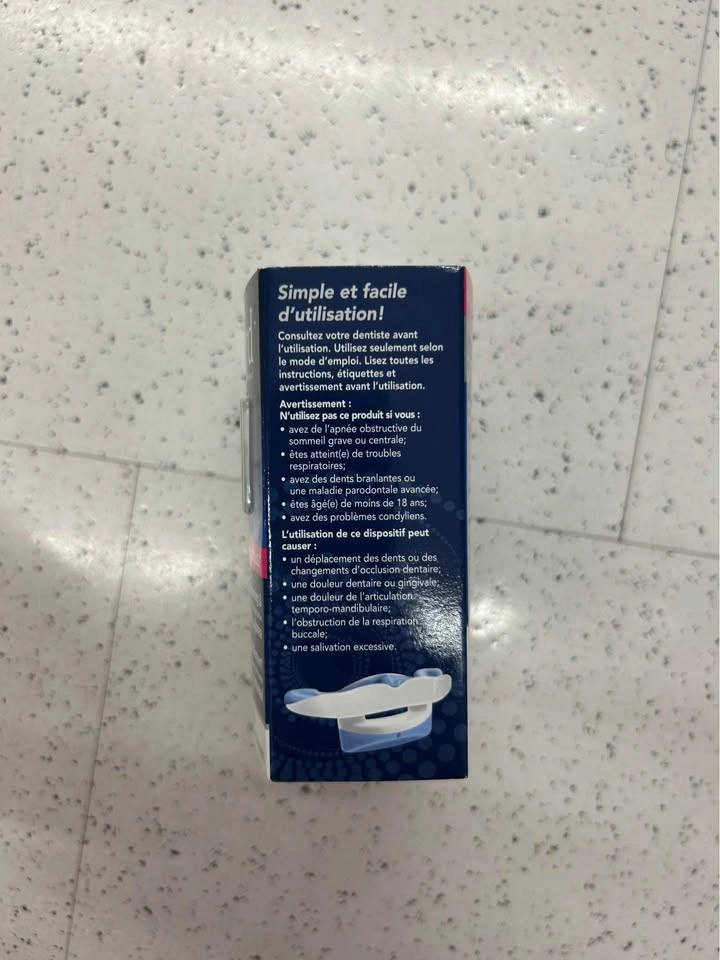 Simple et facile
d'utilisation!
Consultez votre dentiste avant
l'utilisation. Utilisez seulement selon
le mode d'emploi. Lisez toutes les
instructions, étiquettes et
avertissement avant l'utilisation.
Avertissement :
N'utilisez pas ce produit si vous :
• avez de l'apnée obstructive du
sommeil grave ou centrale;
• êtes atteint(e) de troubles
respiratoires;
• avez des dents branlantes ou
une maladie parodontale avancée;
• êtes âgé(e) de moins de 18 ans;
• avez des problèmes condyliens.
L'utilisation de ce dispositif peut
causer :
• un déplacement des dents ou des
changements d'occlusion dentaire;
• une douleur dentaire ou gingivale;
• une douleur de l'articulation
temporo-mandibulaire;
• l'obstruction de la respiration
buccale;
• une salivation excessive.